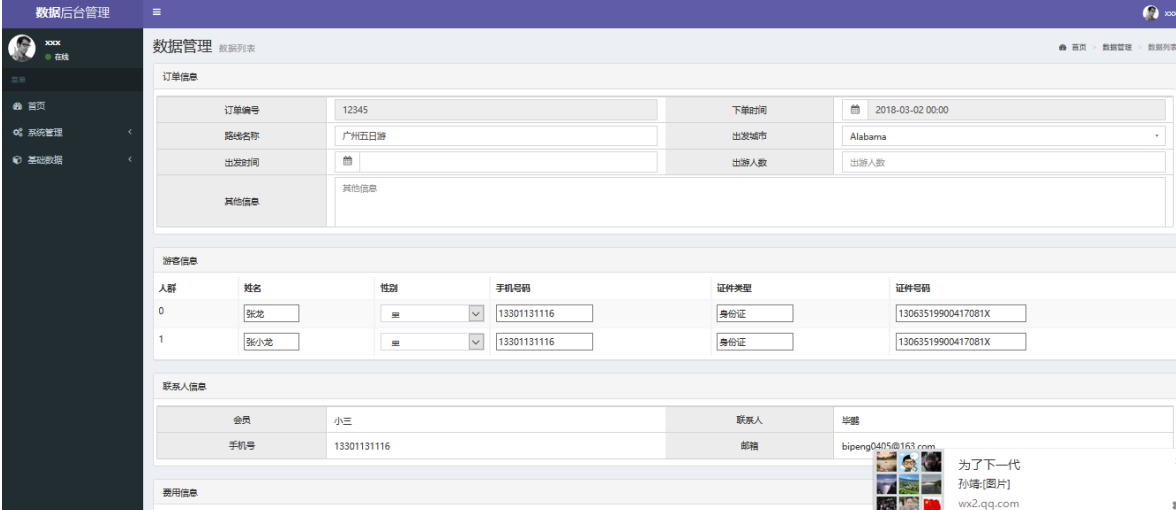 数据后台管理
xxx
xxx
在线
菜单
首页
系统管理
基础数据
数据管理 数据列表
首页 > 数据管理 > 数据列表
订单信息
订单编号 12345 下单时间 2018-03-02 00:00
路线名称 广州五日游 出发城市 Alabama
出发时间 出游人数 出游人数
其他信息 其他信息
游客信息
人群 姓名 性别 手机号码 证件类型 证件号码
0 张龙 13301131116 身份证 13063519900417081X
1 张小龙 13301131116 身份证 13063519900417081X
联系人信息
会员 小三 联系人 毕鹏
手机号 13301131116 邮箱 bipeng0405@163.com
费用信息
为了下一代
孙靖:[图片]
wx2.qq.com